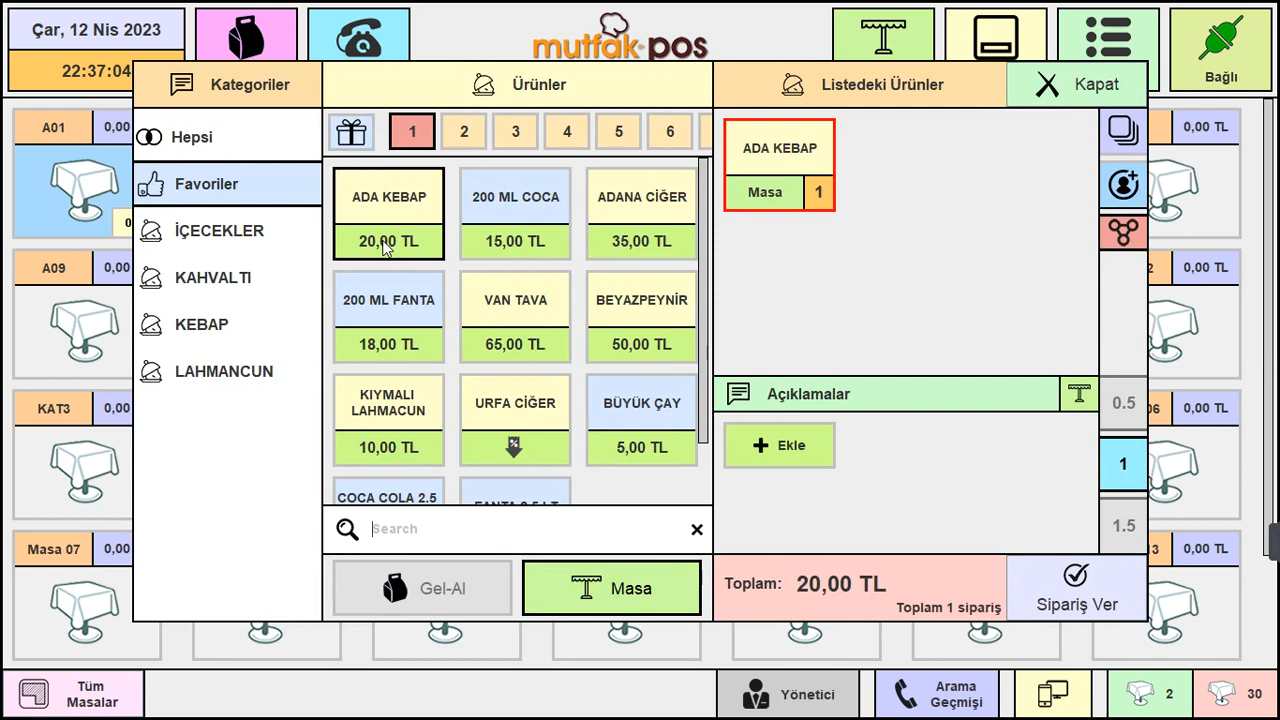 Çar, 12 Nis 2023
22:37:04
mutfak pos
Bağlı
Kategoriler
Ürünler
Listedeki Ürünler
Kapat
Hepsi
Favoriler
İÇECEKLER
KAHVALTI
KEBAP
LAHMANCUN
1 2 3 4 5 6
ADA KEBAP
20,00 TL
200 ML COCA
15,00 TL
ADANA CİĞER
35,00 TL
200 ML FANTA
18,00 TL
VAN TAVA
65,00 TL
BEYAZPEYNİR
50,00 TL
KIYMALI
LAHMACUN
10,00 TL
URFA CİĞER
BÜYÜK ÇAY
5,00 TL
COCA COLA 2.5
FANTA 2.5 LT
Search
Gel-Al
Masa
ADA KEBAP
Masa 1
Açıklamalar
Ekle
0.5
1
1.5
Toplam: 20,00 TL
Toplam 1 sipariş
Sipariş Ver
A01 0,00
A09 0,00
KAT3 0,00
Masa 07 0,00
0,00 TL
2 0,00 TL
06 0,00 TL
13 0,00 TL
Tüm
Masalar
Yönetici
Arama
Geçmişi
2
30